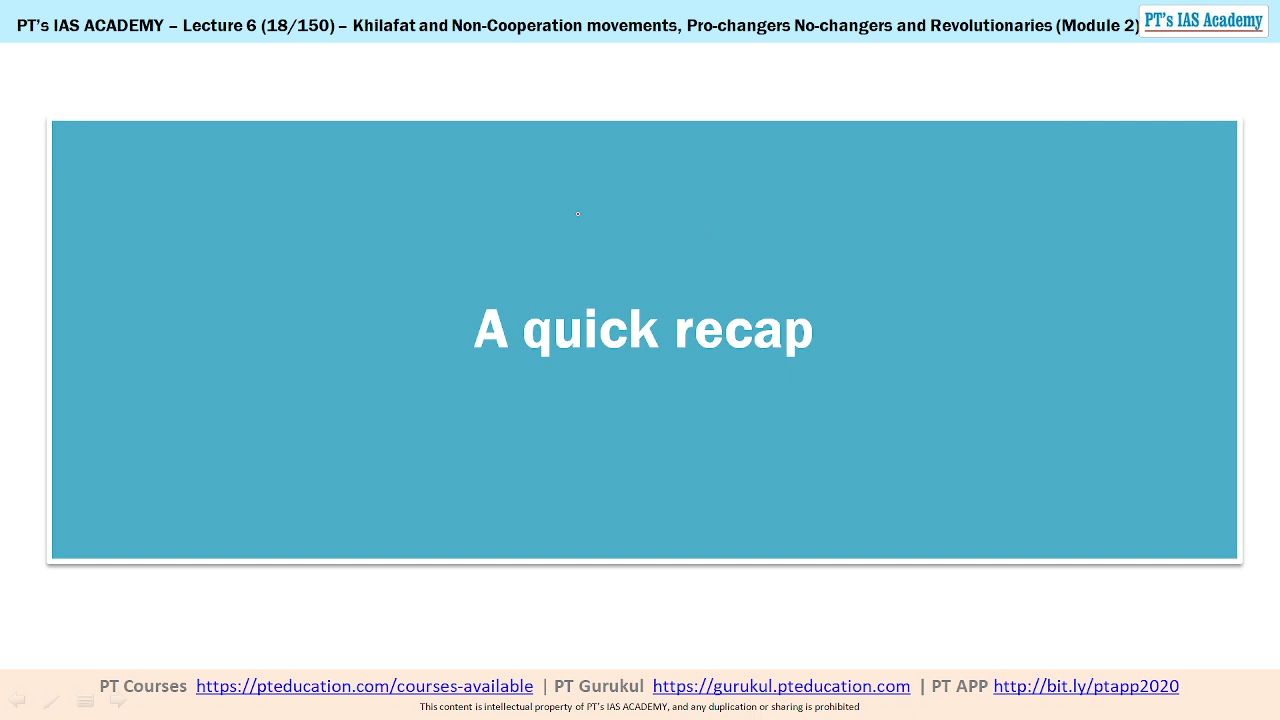 PT's IAS ACADEMY – Lecture 6 (18/150) – Khilafat and Non-Cooperation movements, Pro-changers No-changers and Revolutionaries (Module 2)
PT's IAS Academy
A quick recap
PT Courses https://pteducation.com/courses-available | PT Gurukul https://gurukul.pteducation.com | PT APP http://bit.ly/ptapp2020
This content is intellectual property of PT's IAS ACADEMY, and any duplication or sharing is prohibited